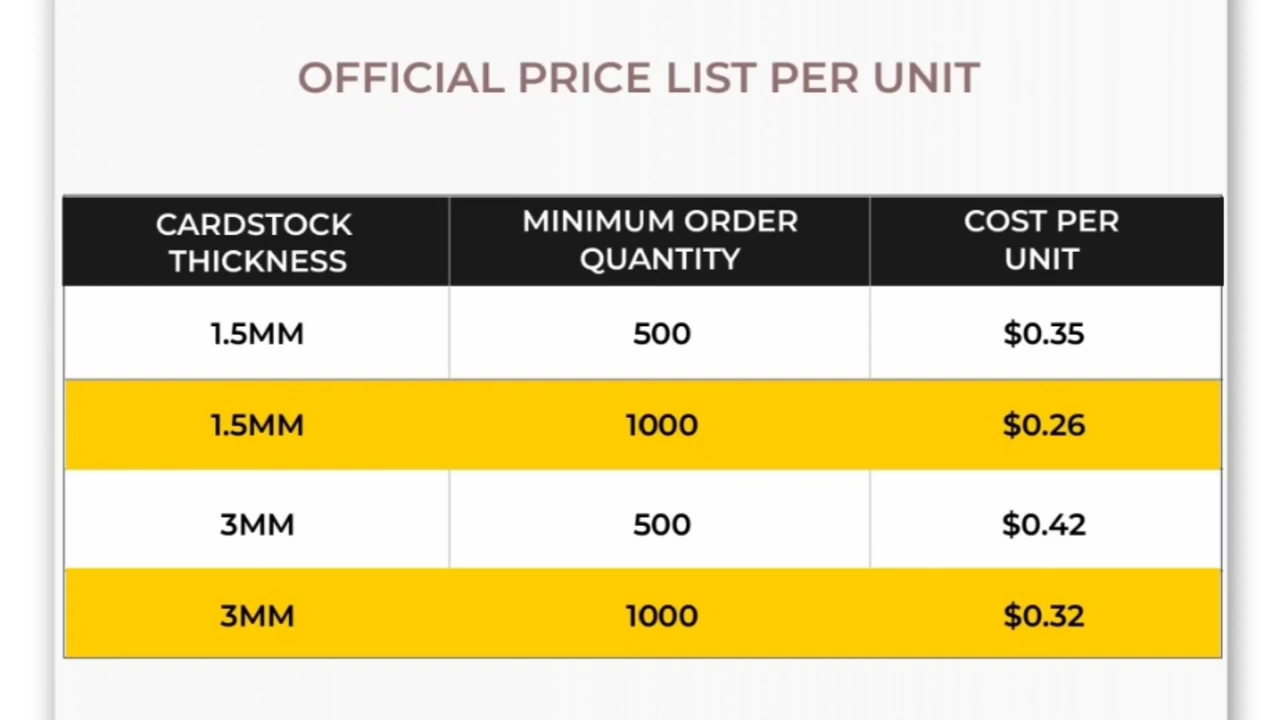 OFFICIAL PRICE LIST PER UNIT
CARDSTOCK THICKNESS MINIMUM ORDER QUANTITY COST PER UNIT
1.5MM 500 $0.35
1.5MM 1000 $0.26
3MM 500 $0.42
3MM 1000 $0.32